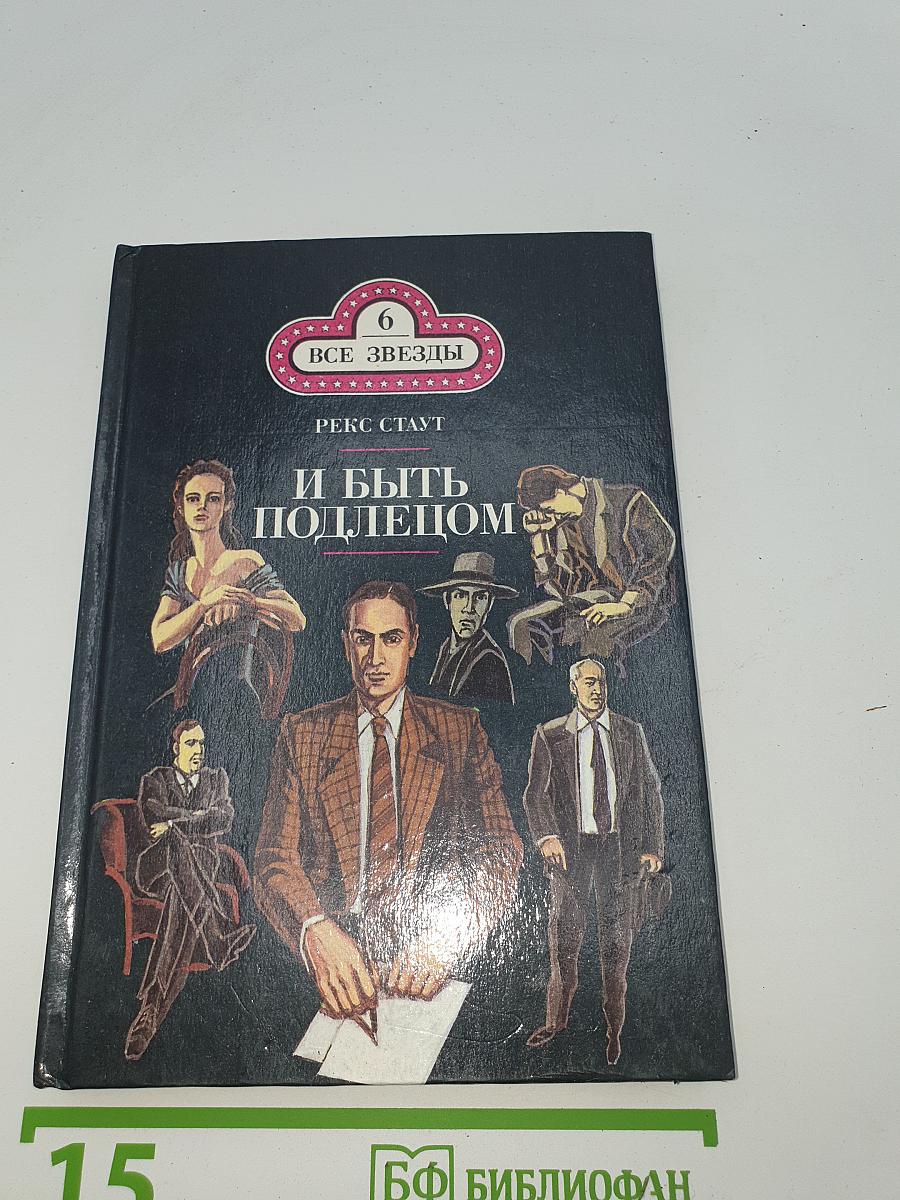 6
ВСЕ ЗВЕЗДЫ
РЕКС СТАУТ
И БЫТЬ
ПОДЛЕЦОМ
15
БФ БИБЛИОФАН